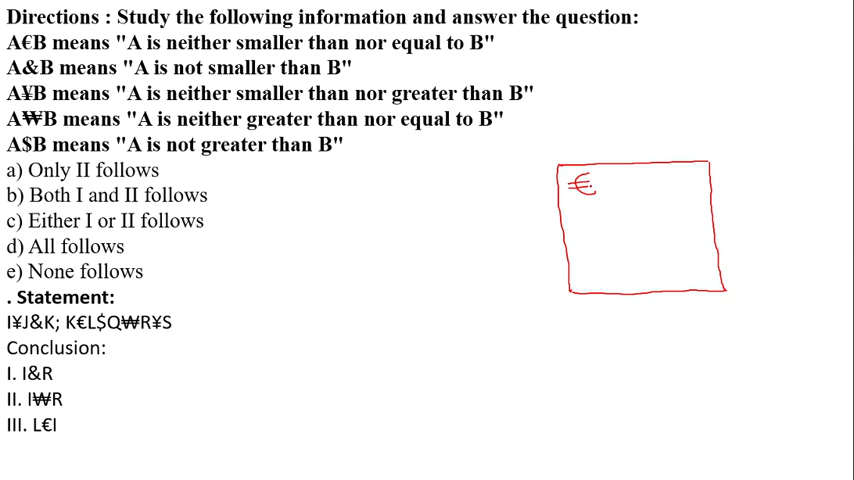 Directions : Study the following information and answer the question:
A€B means "A is neither smaller than nor equal to B"
A&B means "A is not smaller than B"
A¥B means "A is neither smaller than nor greater than B"
A₩B means "A is neither greater than nor equal to B"
A$B means "A is not greater than B"
a) Only II follows
€
b) Both I and II follows
c) Either I or II follows
d) All follows
e) None follows
. Statement:
I¥J&K; K€L$Q₩R¥S
Conclusion:
I. I&R
II. I₩R
III. L€I